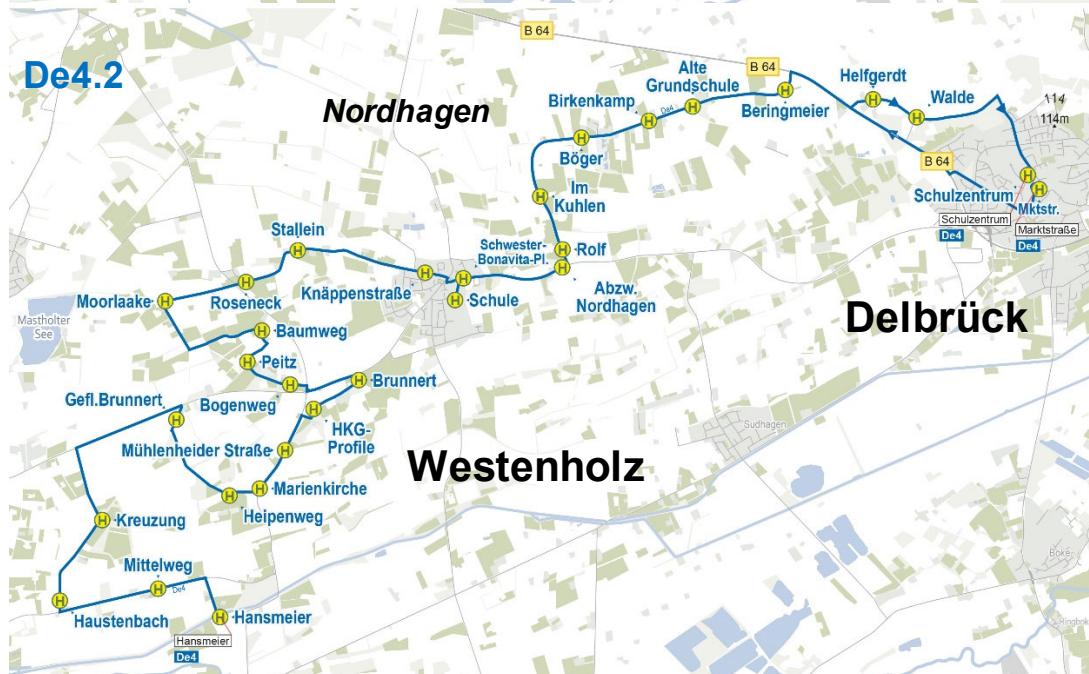 B 64
De4.2
Nordhagen
Birkenkamp
De4
Alte
Grundschule
B 64
Beringmeier
Helfgerdt
Walde
114
114m
Böger
Im
Kuhlen
B 64
Schulzentrum
Mktstr.
Schulzentrum
De4
Marktstraße
De4
Stallein
Schwester-
Bonavita-Pl.
Rolf
Abzw.
Nordhagen
Knäppenstraße
Schule
Moorlaake
Roseneck
Mastholter
See
Baumweg
Peitz
Delbrück
Brunnert
Bogenweg
Gefl.Brunnert
HKG-
Profile
Mühlenheider Straße
Sudhagen
Westenholz
Marienkirche
Heipenweg
Kreuzung
Mittelweg
De4
Boke
Haustenbach
Hansmeier
Hansmeier
De4
Ringbok